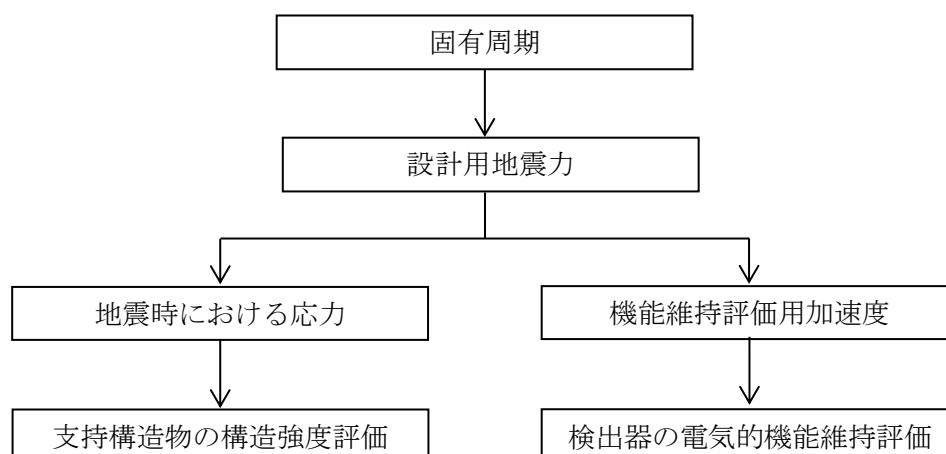 固有周期
設計用地震力
地震時における応力
機能維持評価用加速度
支持構造物の構造強度評価
検出器の電気的機能維持評価